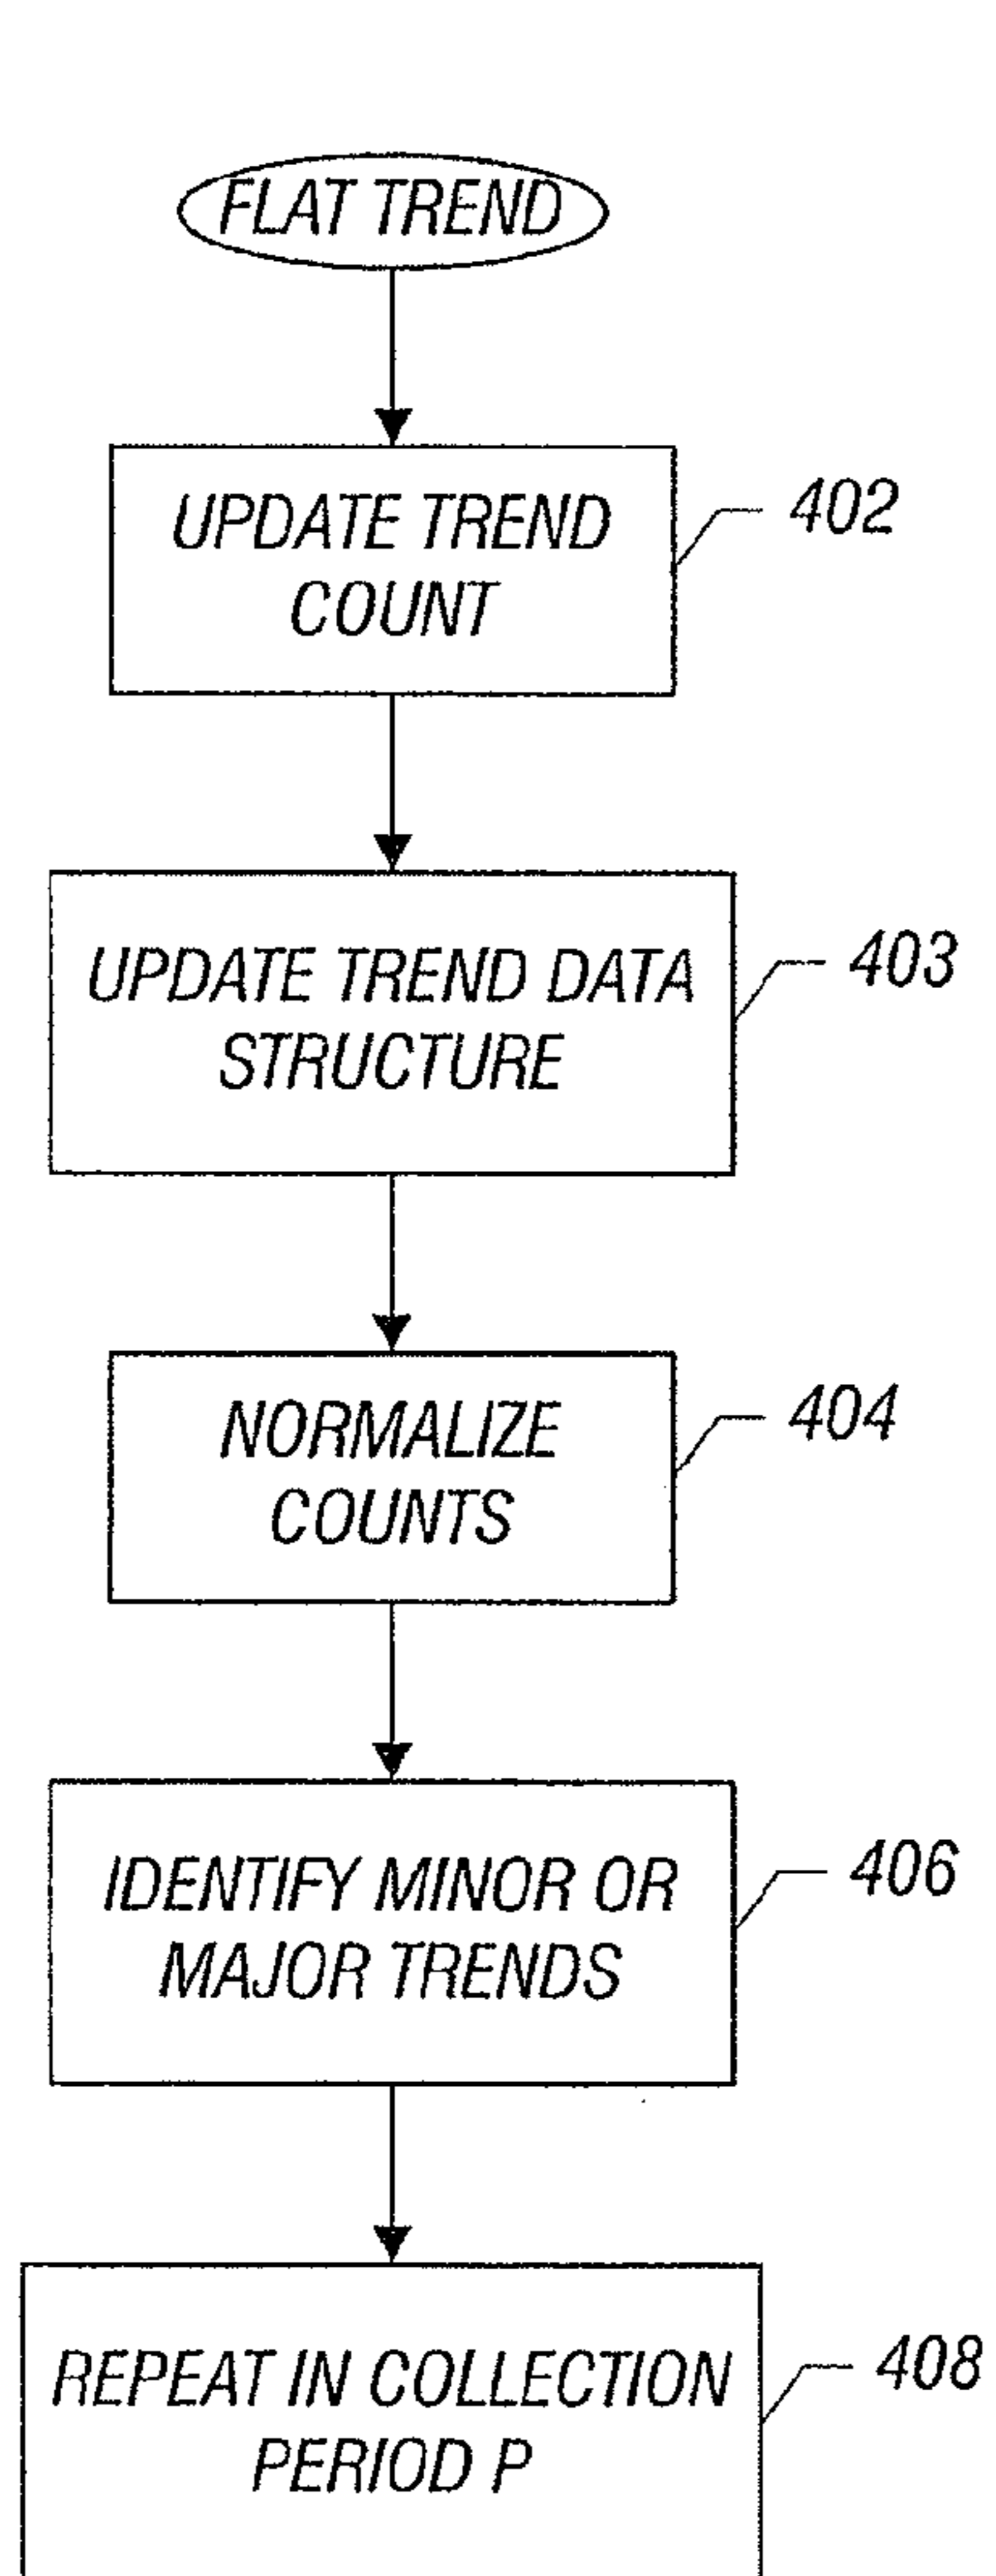 FLAT TREND
UPDATE TREND
COUNT
402
UPDATE TREND DATA
STRUCTURE
403
NORMALIZE
COUNTS
404
IDENTIFY MINOR OR
MAJOR TRENDS
406
REPEAT IN COLLECTION
PERIOD P
408